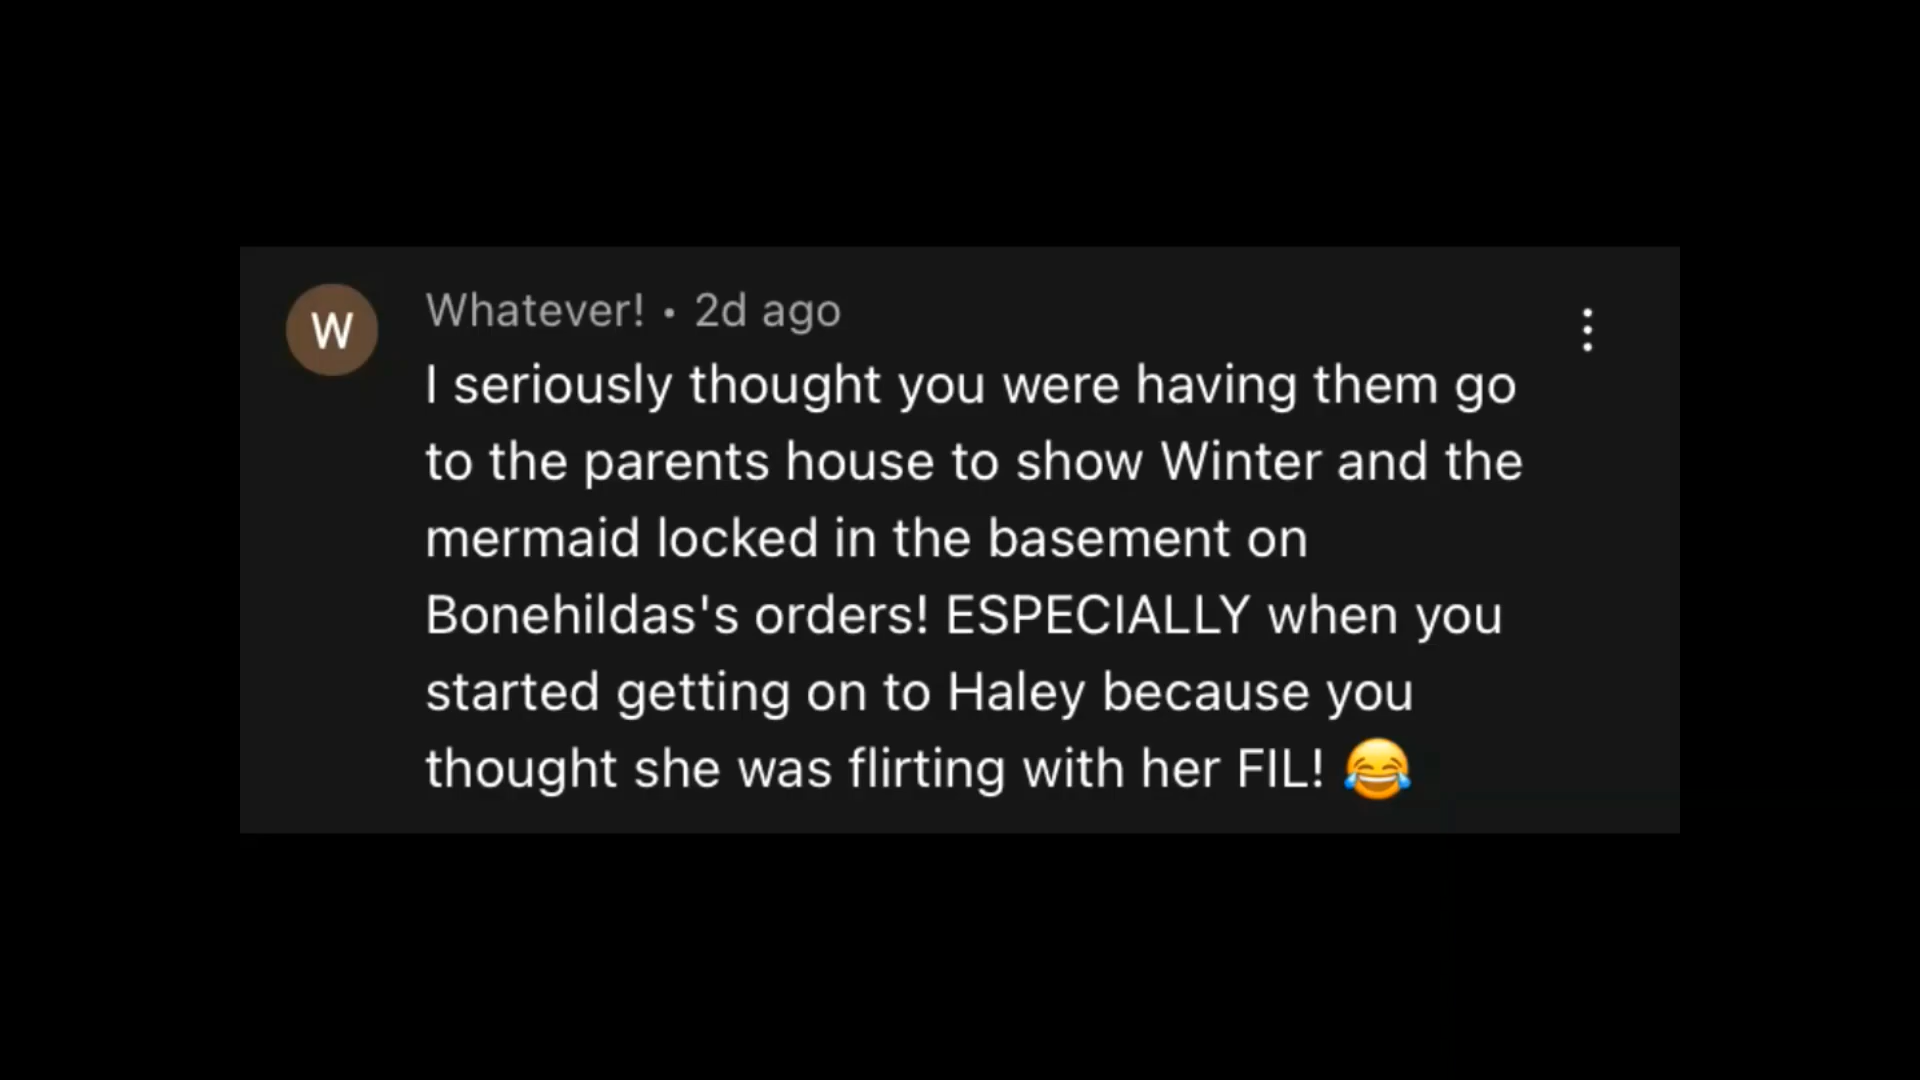 W
Whatever! • 2d ago
I seriously thought you were having them go
to the parents house to show Winter and the
mermaid locked in the basement on
Bonehildas's orders! ESPECIALLY when you
started getting on to Haley because you
thought she was flirting with her FIL! 😂